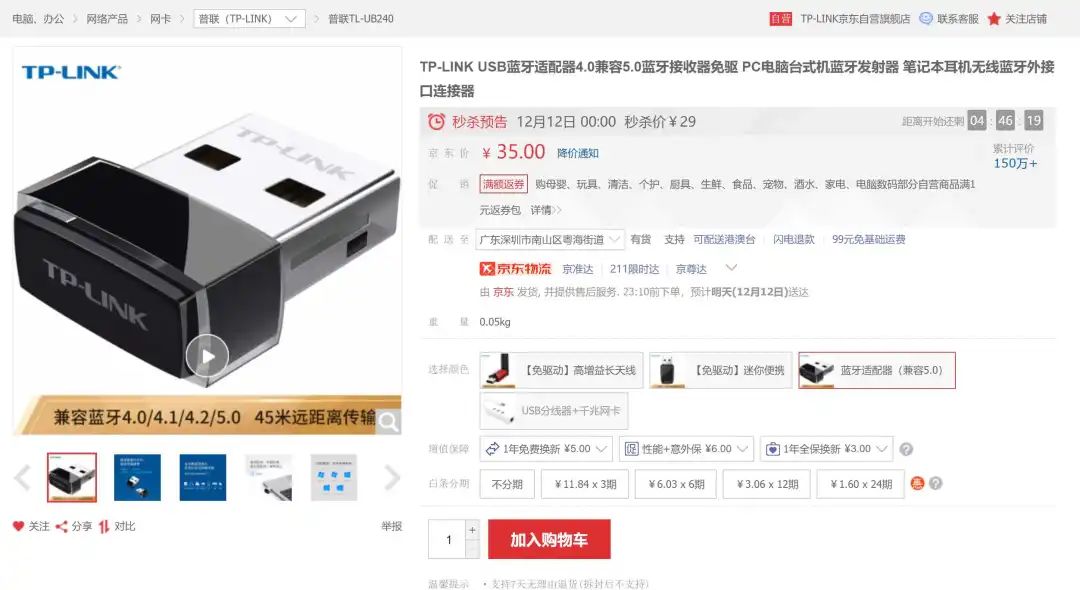 电脑、办公 > 网络产品 > 网卡 > 普联（TP-LINK） > 普联TL-UB240
自营 TP-LINK京东自营旗舰店 联系客服 关注店铺
TP-LINK
TP-LINK
TP-LINK
兼容蓝牙4.0/4.1/4.2/5.0 45米远距离传输
关注 分享 对比 举报
TP-LINK USB蓝牙适配器4.0兼容5.0蓝牙接收器免驱 PC电脑台式机蓝牙发射器 笔记本耳机无线蓝牙外接
口连接器
秒杀预告 12月12日 00:00 秒杀价￥29 距离开始还剩 04 : 46 : 19
京东价 ￥35.00 降价通知 累计评价
150万+
促销 满额返券 购母婴、玩具、清洁、个护、厨具、生鲜、食品、宠物、酒水、家电、电脑数码部分自营商品满1
元返券包 详情>>
配送至 广东深圳市南山区粤海街道 有货 支持 可配送港澳台 闪电退款 99元免基础运费
京东物流 京准达 211限时达 京尊达
由 京东 发货, 并提供售后服务. 23:10前下单，预计明天(12月12日)送达
重量 0.05kg
选择颜色 【免驱动】高增益长天线 【免驱动】迷你便携 蓝牙适配器（兼容5.0）
USB分线器+千兆网卡
增值保障 1年免费换新 ¥5.00 性能+意外保 ¥6.00 1年全保换新 ¥3.00
白条分期 不分期 ￥11.84 x 3期 ￥6.03 x 6期 ￥3.06 x 12期 ￥1.60 x 24期
1 + 加入购物车
温馨提示 ·支持7天无理由退货(拆封后不支持)